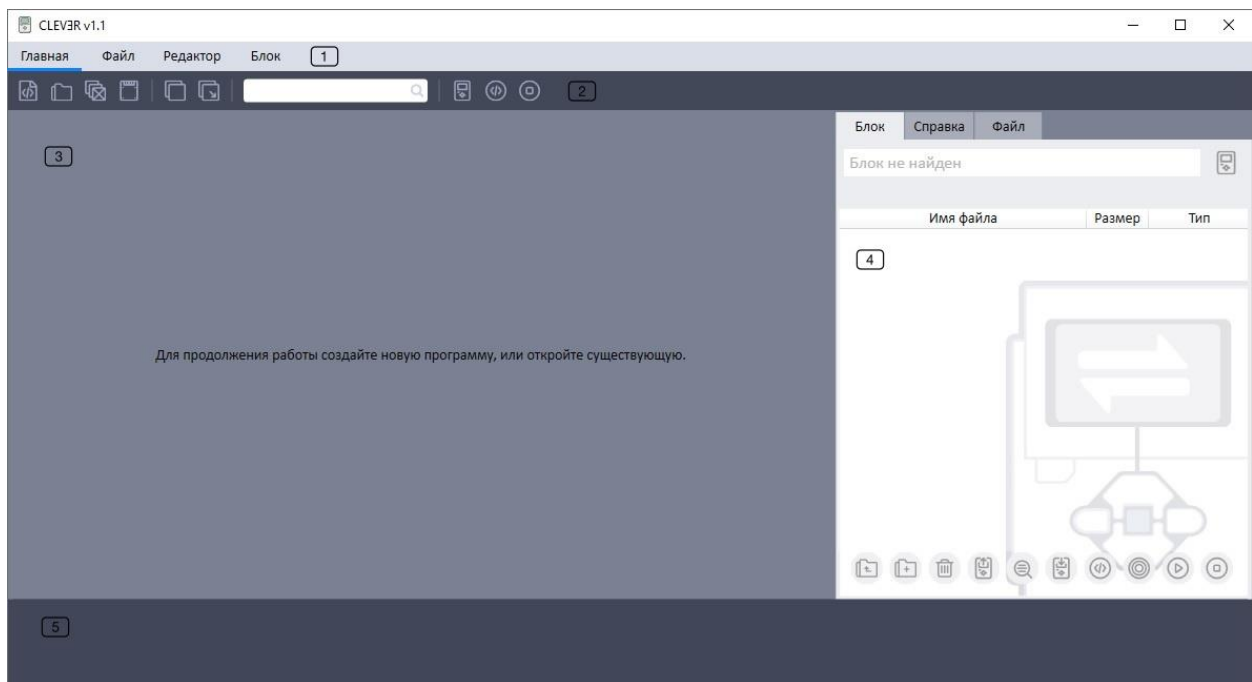 CLEVƎR v1.1
Главная Файл Редактор Блок 1
2
Блок Справка Файл
3
Блок не найден
Имя файла Размер Тип
4
Для продолжения работы создайте новую программу, или откройте существующую.
5